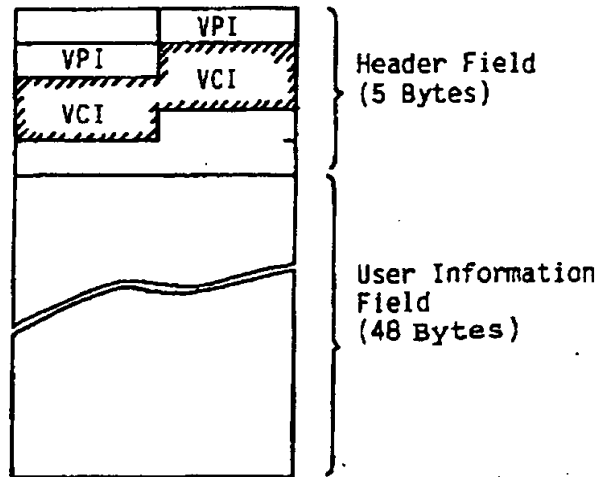 VPI
VPI
VCI
VCI
Header Field
(5 Bytes)
User Information
Field
(48 Bytes)